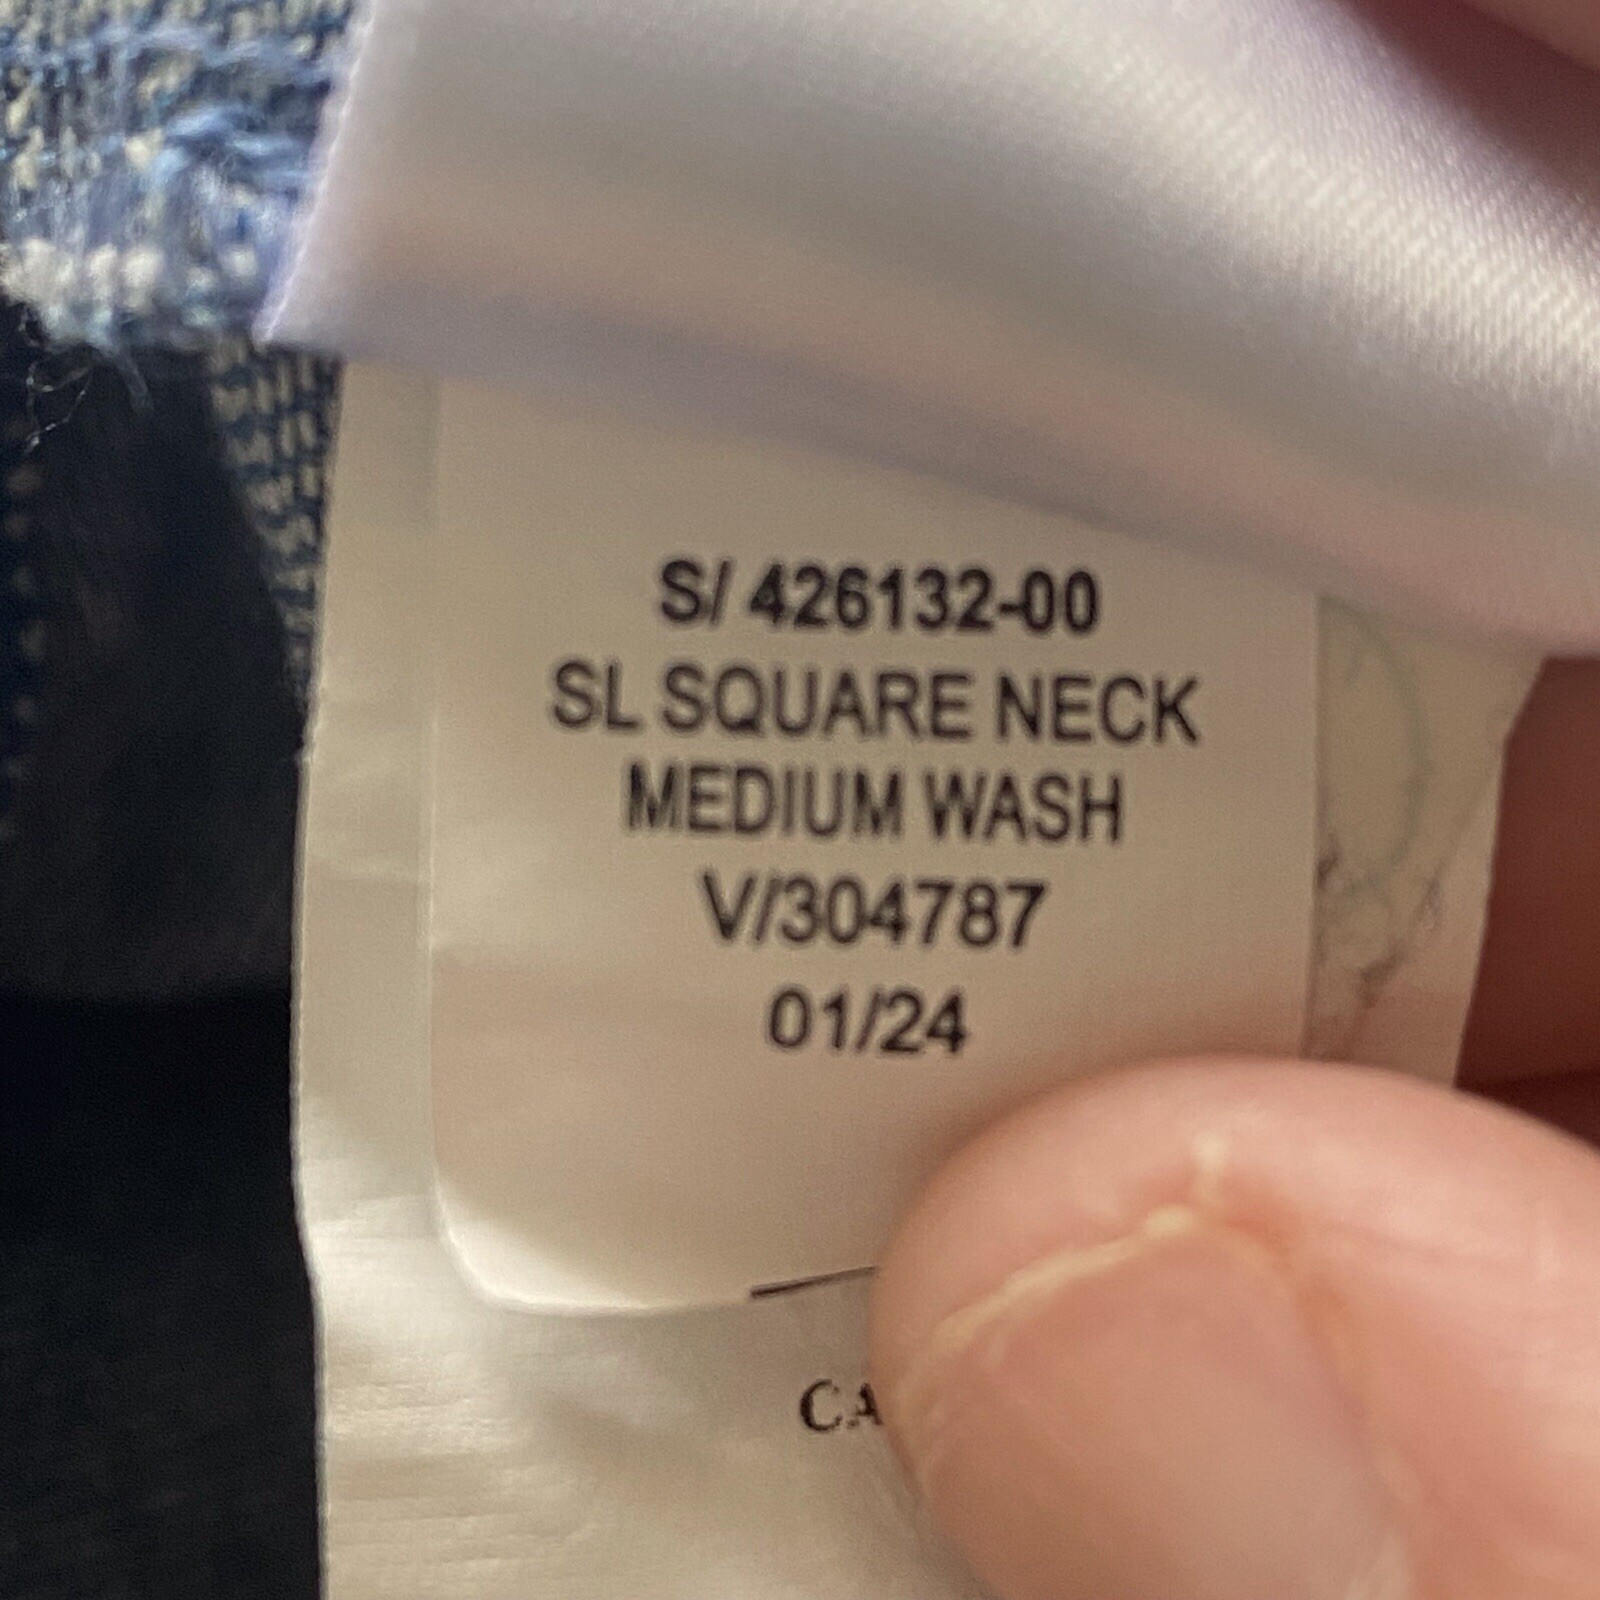 S/ 426132-00
SL SQUARE NECK
MEDIUM WASH
V/304787
01/24